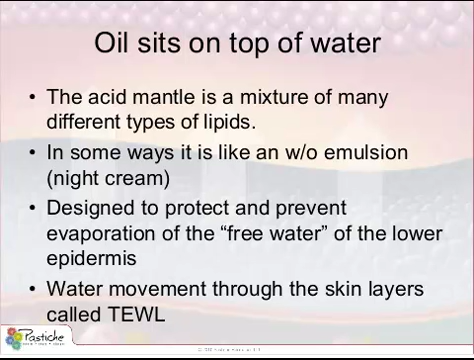 Oil sits on top of water
• The acid mantle is a mixture of many
different types of lipids.
• In some ways it is like an w/o emulsion
(night cream)
• Designed to protect and prevent
evaporation of the “free water” of the lower
epidermis
• Water movement through the skin layers
called TEWL
Pastiche